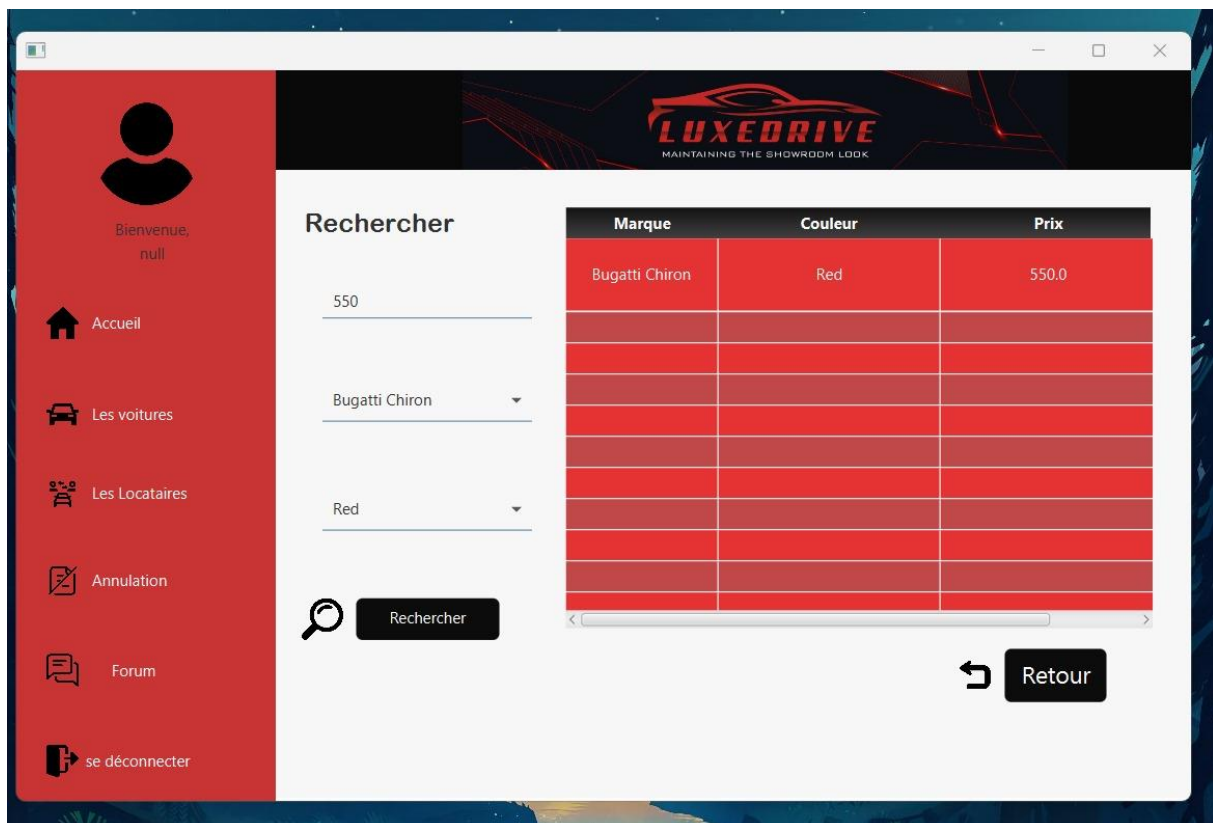 LUXEDRIVE
MAINTAINING THE SHOWROOM LOOK
Bienvenue,
null
Accueil
Les voitures
Les Locataires
Annulation
Forum
se déconnecter
Rechercher
550
Bugatti Chiron
Red
Rechercher
Marque Couleur Prix
Bugatti Chiron Red 550.0
Retour